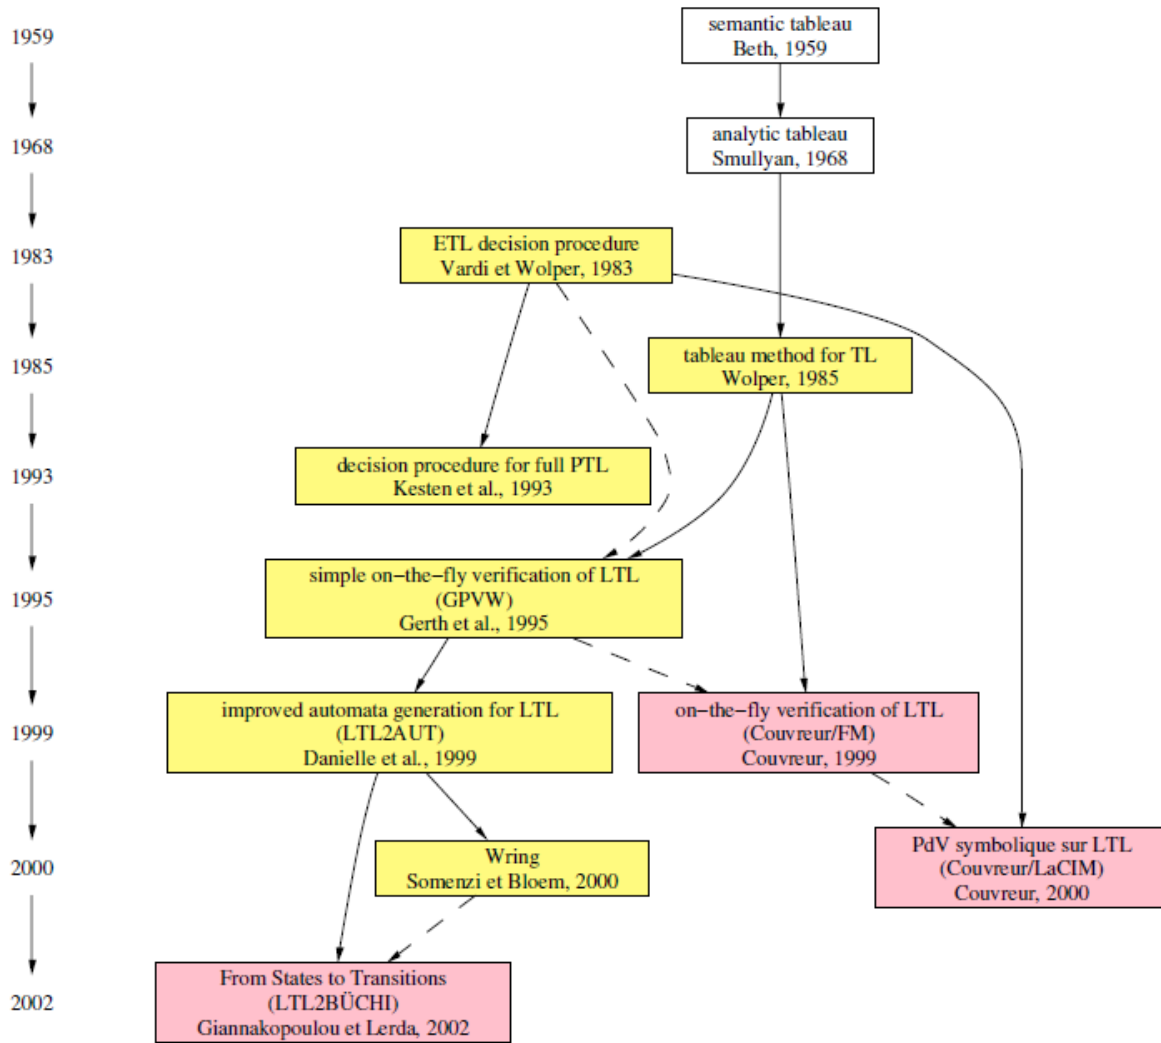 1959
semantic tableau
Beth, 1959
1968
analytic tableau
Smullyan, 1968
1983
ETL decision procedure
Vardi et Wolper, 1983
1985
tableau method for TL
Wolper, 1985
1993
decision procedure for full PTL
Kesten et al., 1993
1995
simple on−the−fly verification of LTL
(GPVW)
Gerth et al., 1995
1999
improved automata generation for LTL
(LTL2AUT)
Danielle et al., 1999
on−the−fly verification of LTL
(Couvreur/FM)
Couvreur, 1999
2000
Wring
Somenzi et Bloem, 2000
PdV symbolique sur LTL
(Couvreur/LaCIM)
Couvreur, 2000
2002
From States to Transitions
(LTL2BÜCHI)
Giannakopoulou et Lerda, 2002